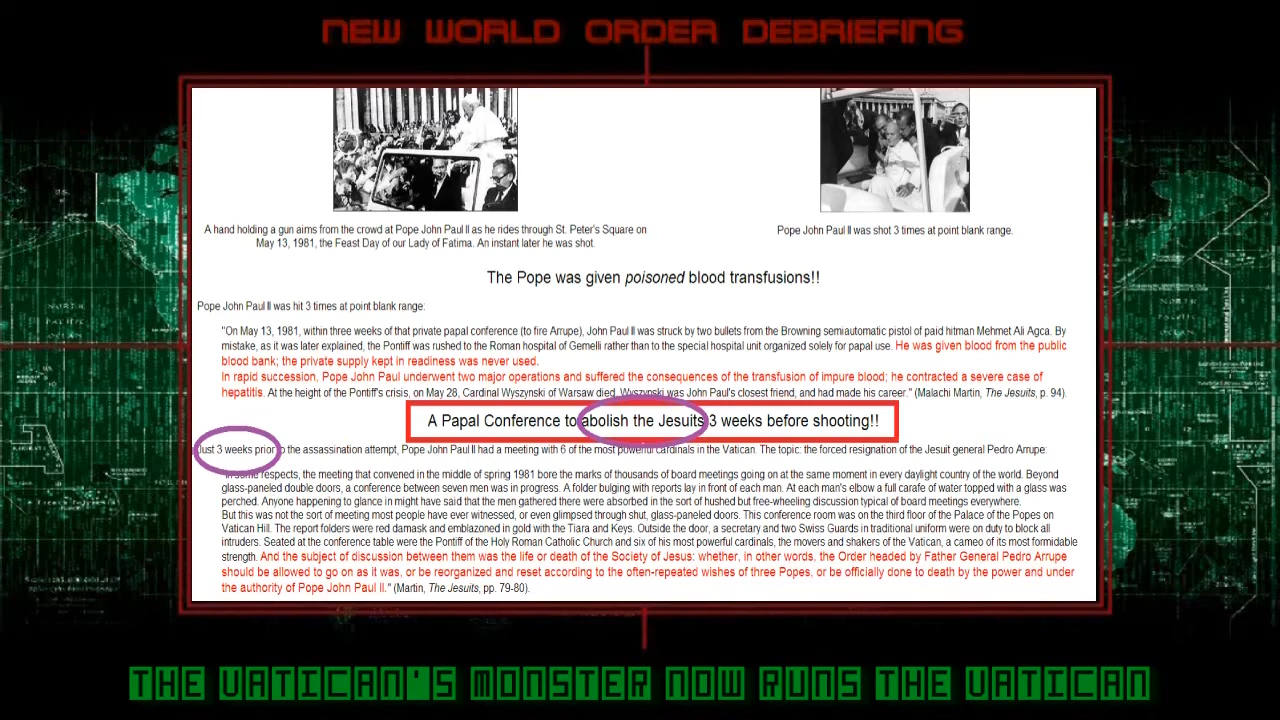 NEW WORLD ORDER DEBRIEFING
A hand holding a gun aims from the crowd at Pope John Paul II as he rides through St. Peter's Square on
May 13, 1981, the Feast Day of our Lady of Fatima. An instant later he was shot.
Pope John Paul II was shot 3 times at point blank range.
The Pope was given poisoned blood transfusions!!
Pope John Paul II was hit 3 times at point blank range:
"On May 13, 1981, within three weeks of that private papal conference (to fire Arrupe), John Paul II was struck by two bullets from the Browning semiautomatic pistol of paid hitman Mehmet Ali Agca. By
mistake, as it was later explained, the Pontiff was rushed to the Roman hospital of Gemelli rather than to the special hospital unit organized solely for papal use. He was given blood from the public
blood bank; the private supply kept in readiness was never used.
In rapid succession, Pope John Paul underwent two major operations and suffered the consequences of the transfusion of impure blood; he contracted a severe case of
hepatitis. At the height of the Pontiff's crisis, on May 28, Cardinal Wyszynski of Warsaw died. Wyszynski was John Paul's closest friend, and had made his career." (Malachi Martin, The Jesuits, p. 94).
A Papal Conference to abolish the Jesuits 3 weeks before shooting!!
Just 3 weeks prior to the assassination attempt, Pope John Paul II had a meeting with 6 of the most powerful cardinals in the Vatican. The topic: the forced resignation of the Jesuit general Pedro Arrupe:
some respects, the meeting that convened in the middle of spring 1981 bore the marks of thousands of board meetings going on at the same moment in every daylight country of the world. Beyond
glass-paneled double doors, a conference between seven men was in progress. A folder bulging with reports lay in front of each man. At each man's elbow a full carafe of water topped with a glass was
perched. Anyone happening to glance in might have said that the men gathered there were absorbed in the sort of hushed but free-wheeling discussion typical of board meetings everywhere.
But this was not the sort of meeting most people have ever witnessed, or even glimpsed through shut, glass-paneled doors. This conference room was on the third floor of the Palace of the Popes on
Vatican Hill. The report folders were red damask and emblazoned in gold with the Tiara and Keys. Outside the door, a secretary and two Swiss Guards in traditional uniform were on duty to block all
intruders. Seated at the conference table were the Pontiff of the Holy Roman Catholic Church and six of his most powerful cardinals, the movers and shakers of the Vatican, a cameo of its most formidable
strength. And the subject of discussion between them was the life or death of the Society of Jesus: whether, in other words, the Order headed by Father General Pedro Arrupe
should be allowed to go on as it was, or be reorganized and reset according to the often-repeated wishes of three Popes, or be officially done to death by the power and under
the authority of Pope John Paul II." (Martin, The Jesuits, pp. 79-80).
THE VATICAN'S MONSTER NOW RUNS THE VATICAN